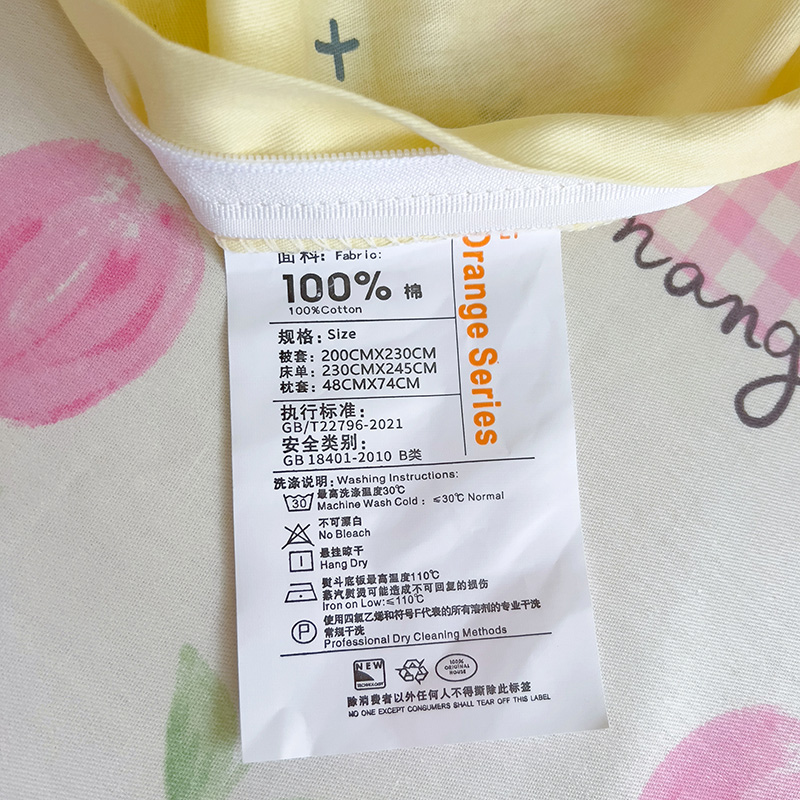 面料: Fabric:
100% 棉
100%Cotton
规格: Size
被套: 200CMX230CM
床单: 230CMX245CM
枕套: 48CMX74CM
执行标准:
GB/T22796-2021
安全类别:
GB 18401-2010 B类
Orange Series
洗涤说明: Washing Instructions:
30
最高洗涤温度30℃
Machine Wash Cold : ≤30℃ Normal
不可漂白
No Bleach
悬挂晾干
Hang Dry
熨斗底板最高温度110℃
蒸汽熨烫可能造成不可回复的损伤
Iron on Low:≤110℃
P
使用四氯乙烯和符号F代表的所有溶剂的专业干洗
常规干洗
Professional Dry Cleaning Methods
NEW
TECHNOLOGY
100%
ORIGINAL
HOUSE
除消费者以外任何人不得撕除此标签
NO ONE EXCEPT CONSUMERS SHALL TEAR OFF THIS LABEL
nang